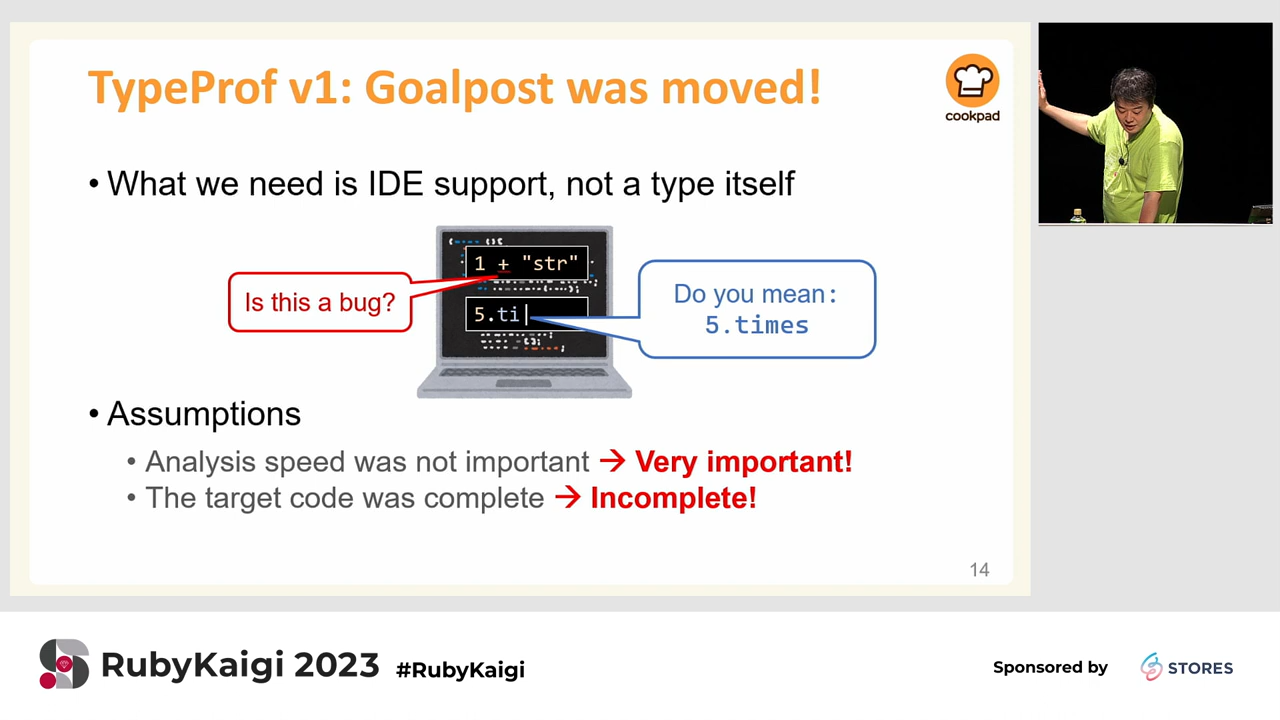 TypeProf v1: Goalpost was moved!
cookpad
• What we need is IDE support, not a type itself
1 + "str"
Is this a bug?
5.ti|
Do you mean:
5.times
• Assumptions
• Analysis speed was not important → Very important!
• The target code was complete → Incomplete!
14
RubyKaigi 2023 #RubyKaigi
Sponsored by STORES